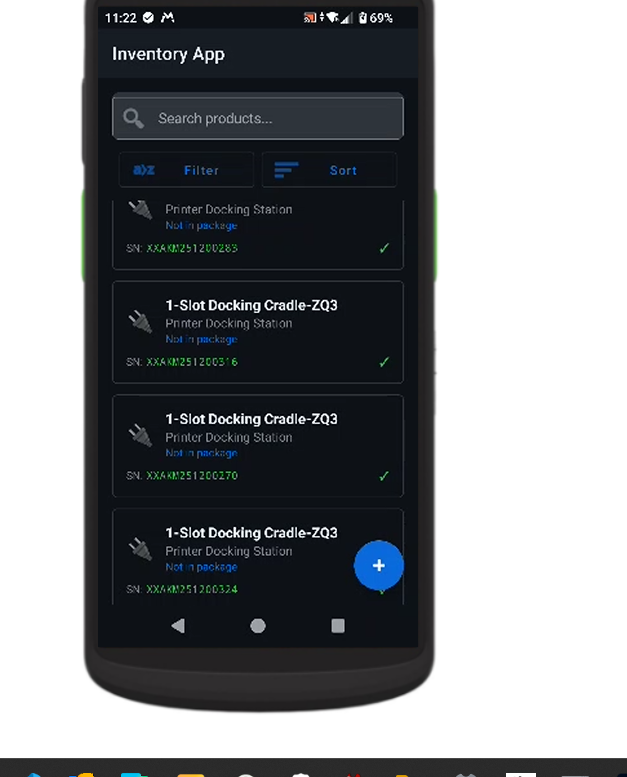 11:22
69%
Inventory App
Search products...
Filter
Sort
Printer Docking Station
Not in package
SN: XXAKM251200283
1-Slot Docking Cradle-ZQ3
Printer Docking Station
Not in package
SN: XXAKM251200316
1-Slot Docking Cradle-ZQ3
Printer Docking Station
Not in package
SN: XXAKM251200270
1-Slot Docking Cradle-ZQ3
Printer Docking Station
Not in package
+
SN: XXAKM251200324